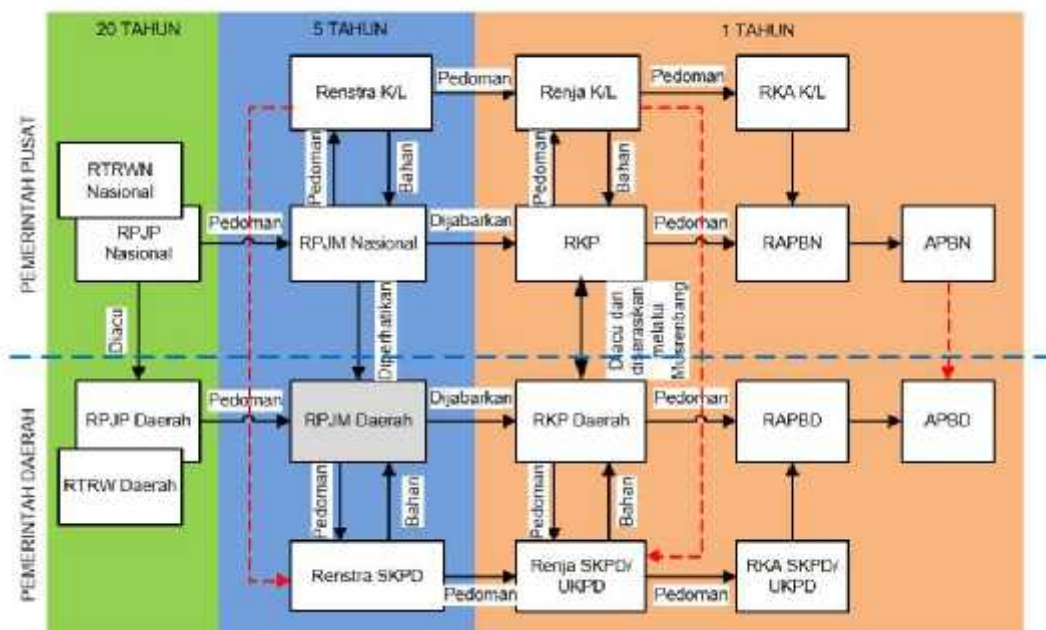 20 TAHUN
5 TAHUN
1 TAHUN
PEMERINTAH PUSAT
Renstra K/L
Pedoman
Renja K/L
Pedoman
RKA K/L
Pedoman
Bahan
Pedoman
Bahan
RTRWN
Nasional
RPJP
Nasional
Pedoman
RPJM Nasional
Dijabarkan
RKP
Pedoman
RAPBN
APBN
Diacu
Diperhatikan
Diacu dan
diserasikan
melalu
Musrenbang
PEMERINTAH DAERAH
RPJP Daerah
Pedoman
RPJM Daerah
Dijabarkan
RKP Daerah
Pedoman
RAPBD
APBD
RTRW Daerah
Pedoman
Bahan
Pedoman
Bahan
Renstra SKPD
Pedoman
Renja SKPD/
UKPD
Pedoman
RKA SKPD/
UKPD